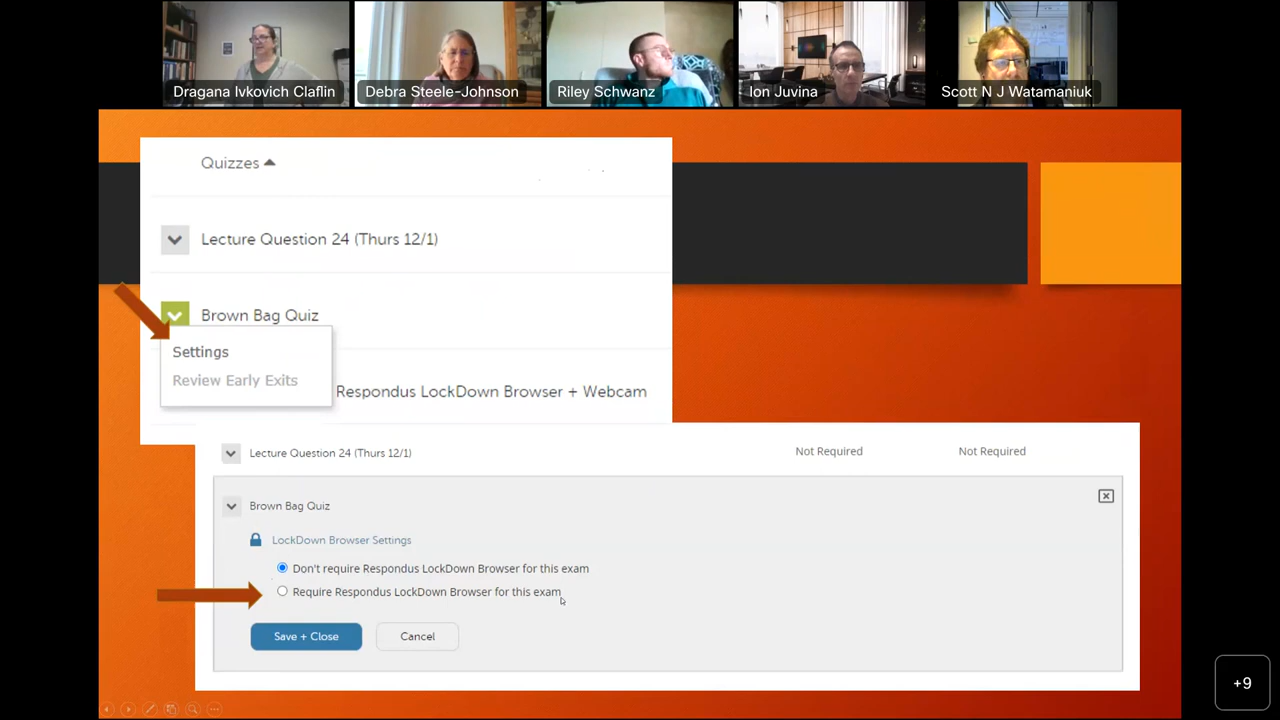 Dragana Ivkovich Claflin
Debra Steele-Johnson
Riley Schwanz
Ion Juvina
Scott N J Watamaniuk
Quizzes
Lecture Question 24 (Thurs 12/1)
Brown Bag Quiz
Settings
Review Early Exits
Respondus LockDown Browser + Webcam
Lecture Question 24 (Thurs 12/1) Not Required Not Required
Brown Bag Quiz
LockDown Browser Settings
Don't require Respondus LockDown Browser for this exam
Require Respondus LockDown Browser for this exam
Save + Close Cancel
+9